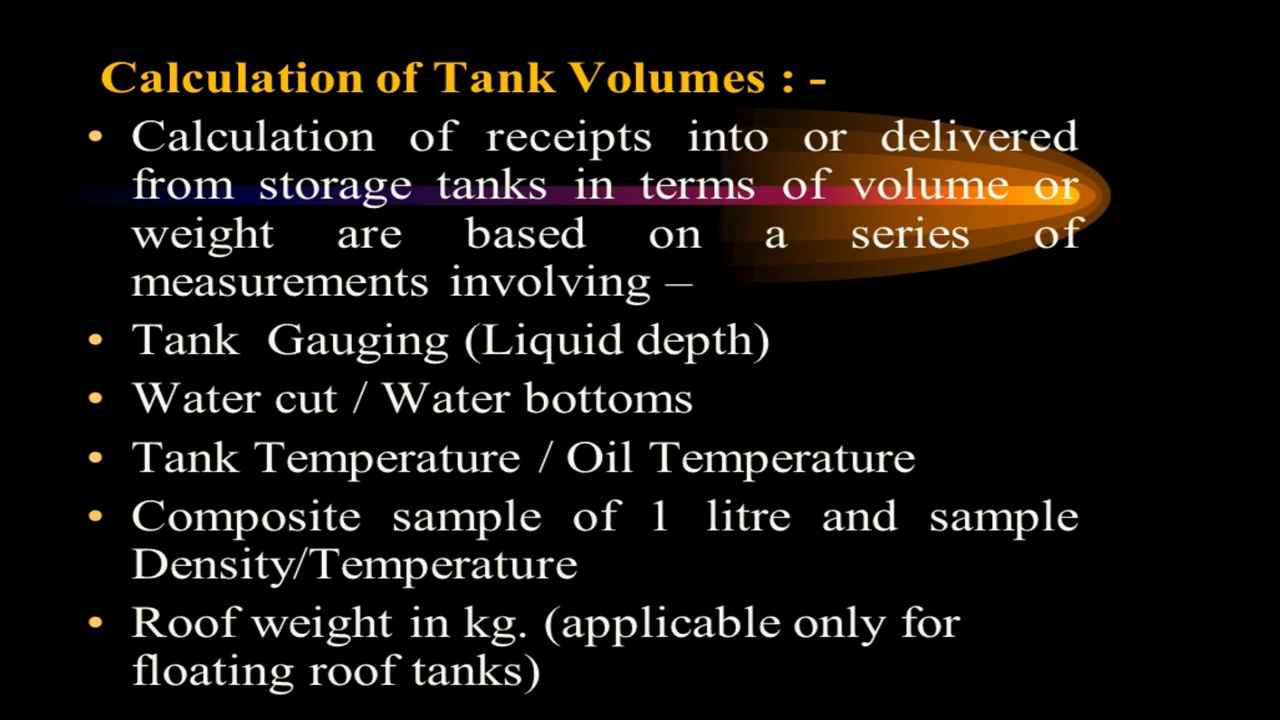 Calculation of Tank Volumes : -
• Calculation of receipts into or delivered
from storage tanks in terms of volume or
weight are based on a series of
measurements involving –
• Tank Gauging (Liquid depth)
• Water cut / Water bottoms
• Tank Temperature / Oil Temperature
• Composite sample of 1 litre and sample
Density/Temperature
• Roof weight in kg. (applicable only for
floating roof tanks)